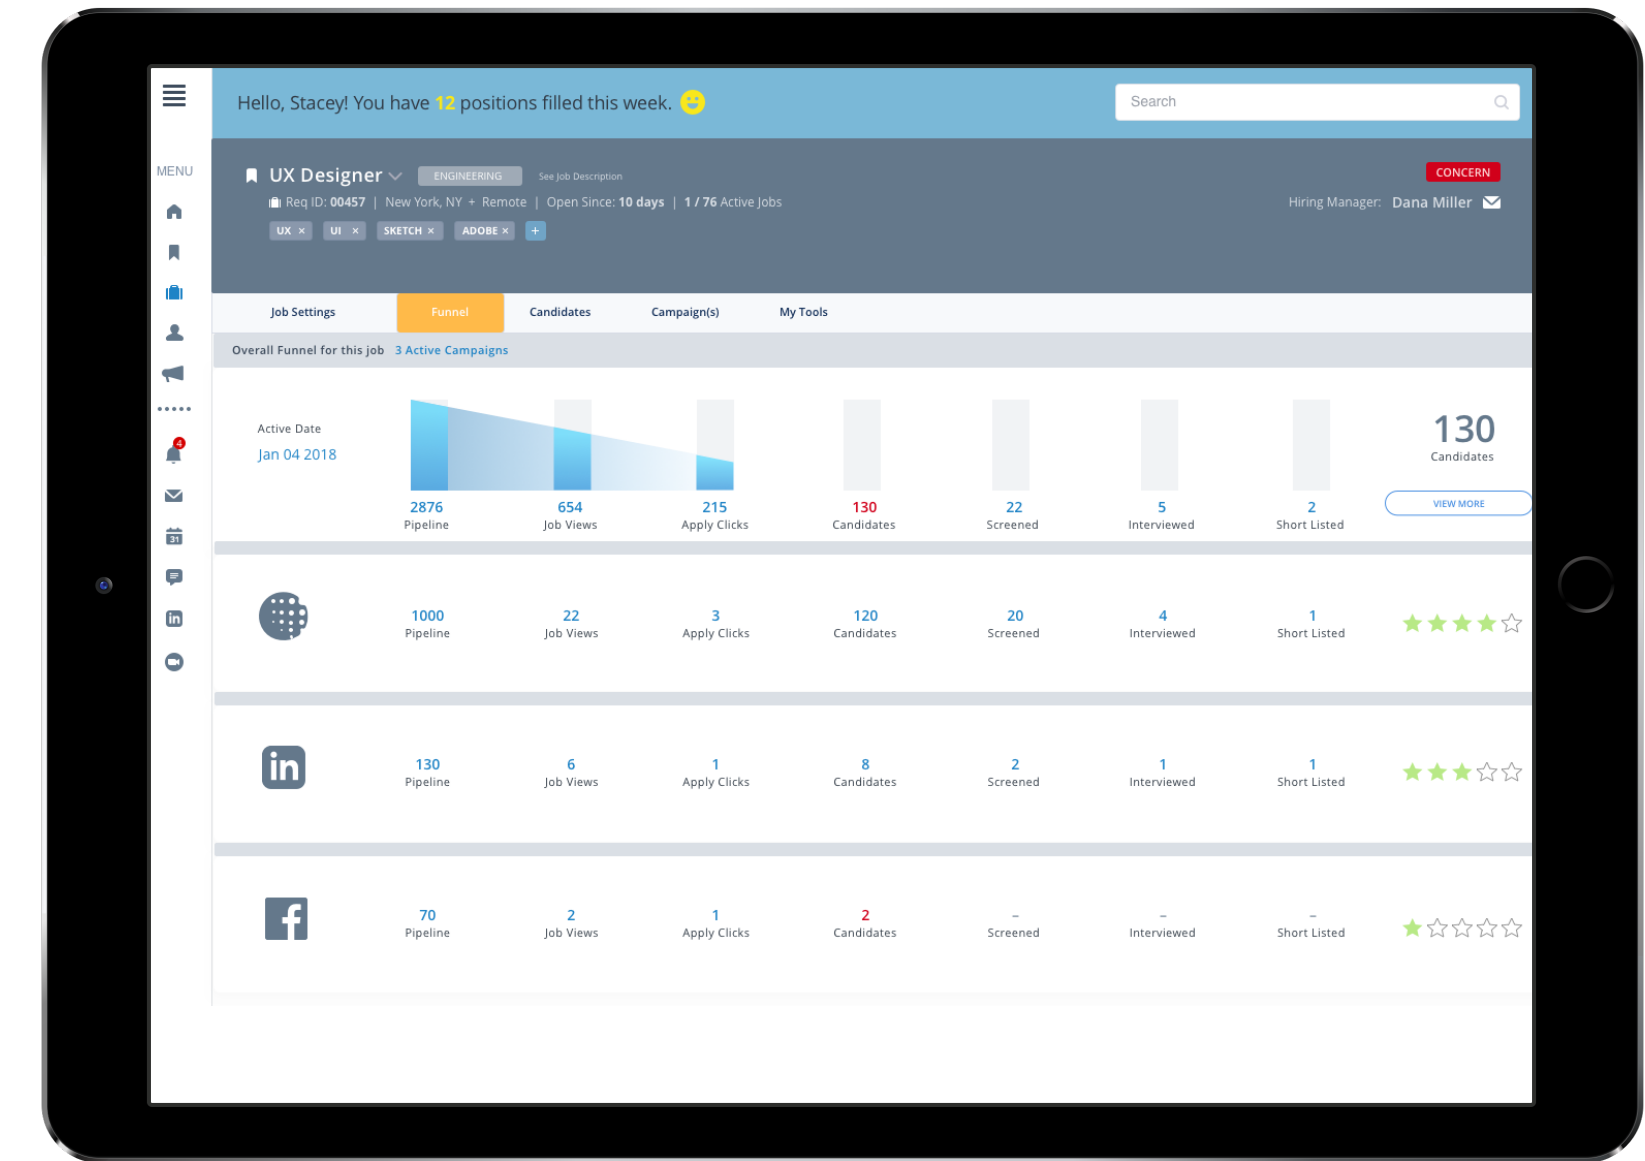 Hello, Stacey! You have 12 positions filled this week.
Search
MENU
UX Designer ENGINEERING See Job Description
CONCERN
Req ID: 00457 | New York, NY + Remote | Open Since: 10 days | 1 / 76 Active Jobs
Hiring Manager: Dana Miller
UX × UI × SKETCH × ADOBE × +
Job Settings Funnel Candidates Campaign(s) My Tools
Overall Funnel for this job 3 Active Campaigns
4
31
in
Active Date
Jan 04 2018
2876 654 215 130 22 5 2
Pipeline Job Views Apply Clicks Candidates Screened Interviewed Short Listed
130
Candidates
VIEW MORE
1000 22 3 120 20 4 1
Pipeline Job Views Apply Clicks Candidates Screened Interviewed Short Listed
in
130 6 1 8 2 1 1
Pipeline Job Views Apply Clicks Candidates Screened Interviewed Short Listed
f
70 2 1 2 – – –
Pipeline Job Views Apply Clicks Candidates Screened Interviewed Short Listed